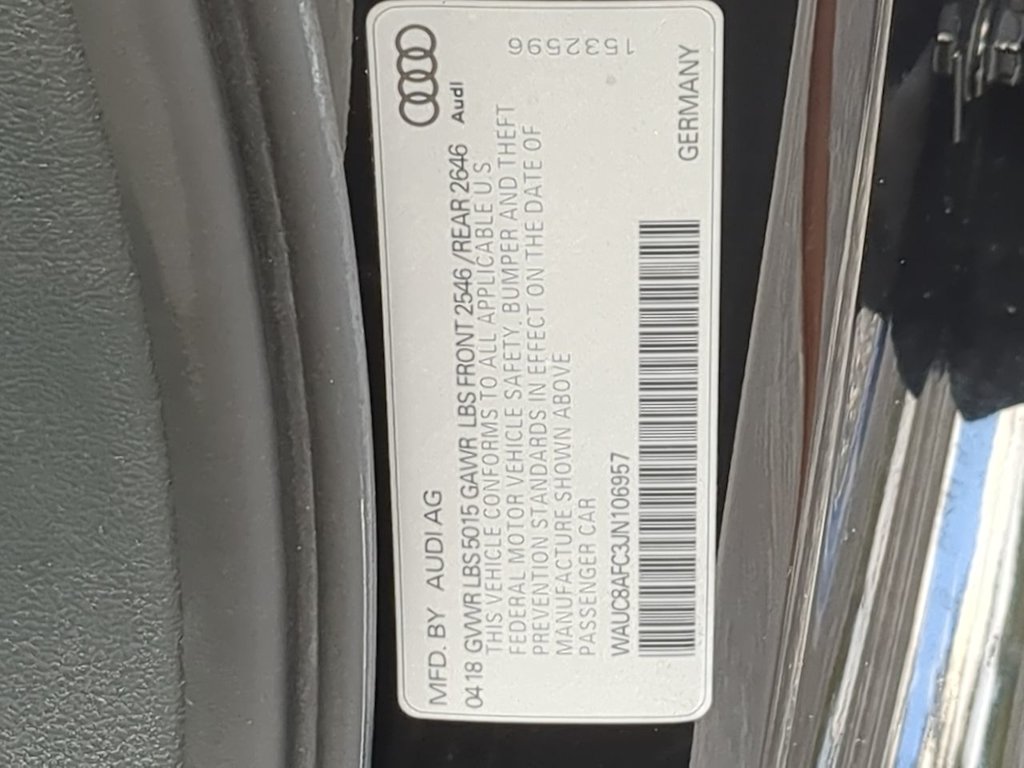 MFD. BY AUDI AG
Audi
04 18 GVWR LBS 5015 GAWR LBS FRONT 2546 / REAR 2646
THIS VEHICLE CONFORMS TO ALL APPLICABLE U S
FEDERAL MOTOR VEHICLE SAFETY, BUMPER AND THEFT
PREVENTION STANDARDS IN EFFECT ON THE DATE OF
MANUFACTURE SHOWN ABOVE
PASSENGER CAR
1532596
WAUC8AFC3JN106957
GERMANY